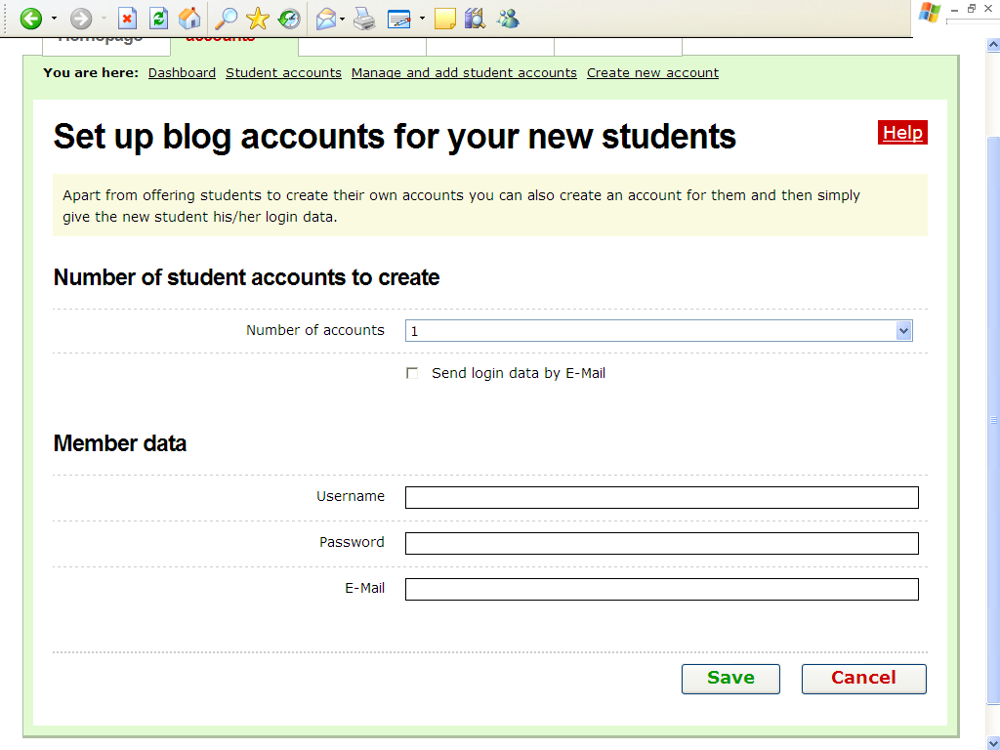 Homepage accounts
You are here: Dashboard Student accounts Manage and add student accounts Create new account
Set up blog accounts for your new students
Help
Apart from offering students to create their own accounts you can also create an account for them and then simply
give the new student his/her login data.
Number of student accounts to create
Number of accounts 1
Send login data by E-Mail
Member data
Username
Password
E-Mail
Save Cancel